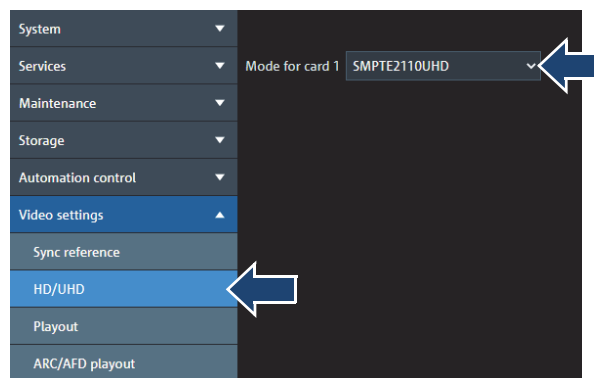 System
Services
Mode for card 1 SMPTE2110UHD
Maintenance
Storage
Automation control
Video settings
Sync reference
HD/UHD
Playout
ARC/AFD playout